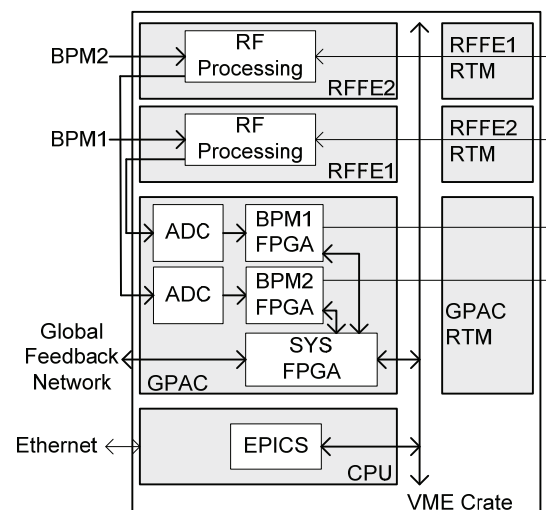 BPM2
RF
Processing
RFFE2
RFFE1
RTM
BPM1
RF
Processing
RFFE1
RFFE2
RTM
ADC
BPM1
FPGA
ADC
BPM2
FPGA
GPAC
RTM
Global
Feedback
Network
SYS
FPGA
GPAC
Ethernet
EPICS
CPU
VME Crate